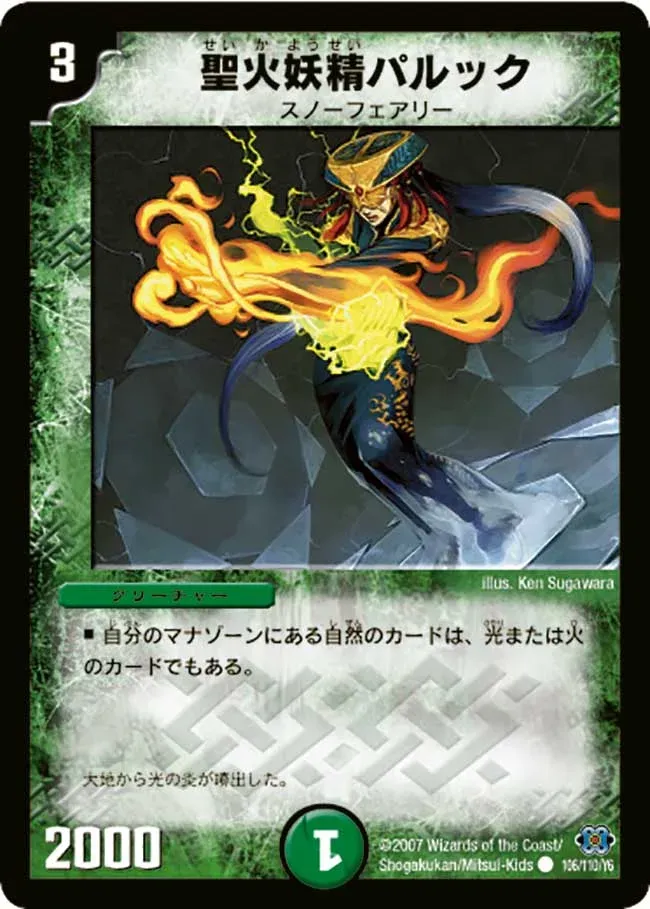 3
せい か ようせい
聖火妖精パルック
スノーフェアリー
illus. Ken Sugawara
クリーチャー
■ 自分のマナゾーンにある自然のカードは、光または火
のカードでもある。
大地から光の炎が噴出した。
2000
1
©2007 Wizards of the Coast/
Shogakukan/Mitsui-Kids
106/110/Y6